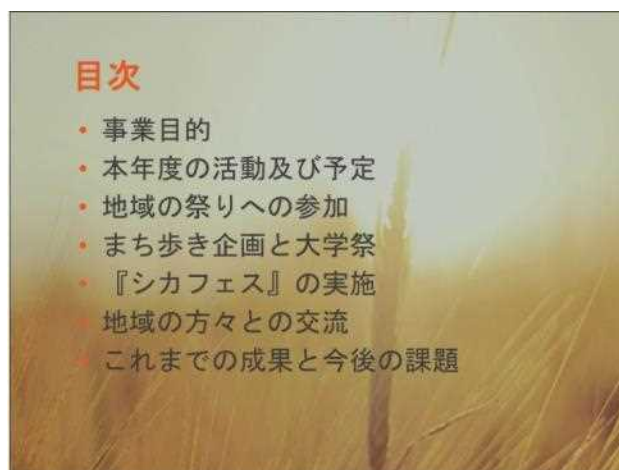 目次
・事業目的
・本年度の活動及び予定
・地域の祭りへの参加
・まち歩き企画と大学祭
・『シカフェス』の実施
・地域の方々との交流
・これまでの成果と今後の課題